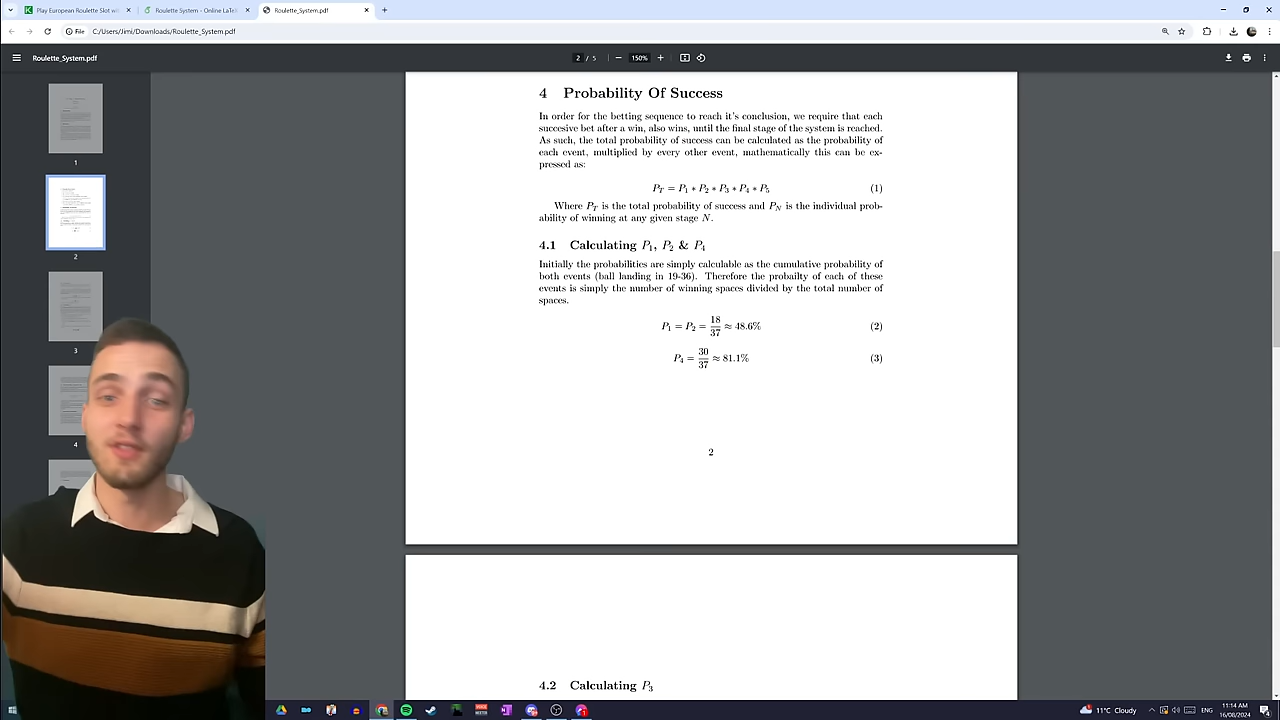 Play European Roulette Slot wi
Roulette System - Online LaTe
Roulette_System.pdf
File
C:/Users/Jimi/Downloads/Roulette_System.pdf
Roulette_System.pdf
2 / 5
150%
4 Probability Of Success
In order for the betting sequence to reach it's conclusion, we require that each
succesive bet after a win, also wins, until the final stage of the system is reached.
As such, the total probability of success can be calculated as the probability of
each event, multiplied by every other event, mathematically this can be ex-
pressed as:
P_T = P_1 * P_2 * P_3 * P_4 * P_5 (1)
Where P_T is the total probability of success and P_N is the individual prob-
ability of winning at any given stage N.
4.1 Calculating P_1, P_2 & P_4
Initially the probabilities are simply calculable as the cumulative probability of
both events (ball landing in 19-36). Therefore the probailty of each of these
events is simply the number of winning spaces divided by the total number of
spaces.
P_1 = P_2 = 18/37 ≈ 48.6% (2)
P_4 = 30/37 ≈ 81.1% (3)
2
4.2 Calculating P_3
1
2
3
4
11°C Cloudy
11:14 AM
16/08/2024